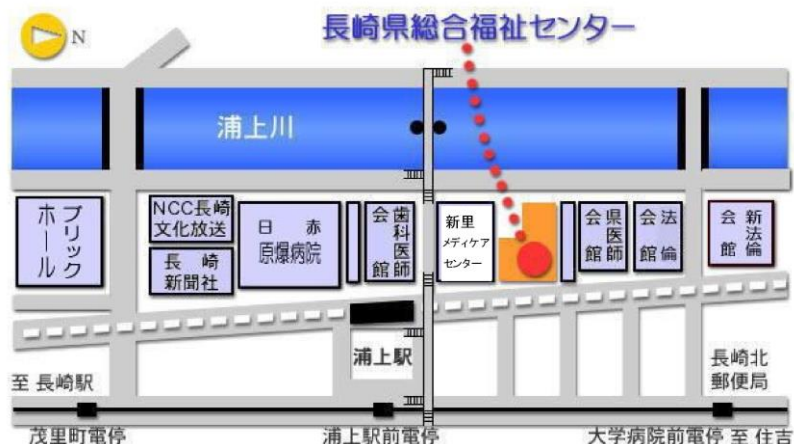 長崎県総合福祉センター
N
浦上川
ブリック
ホール
NCC長崎
文化放送
長崎
新聞社
日赤
原爆病院
歯科医師
会館
新里
メディケア
センター
県医師
会館
法倫
会館
新法倫
会館
浦上駅
長崎北
郵便局
至 長崎駅
茂里町電停
浦上駅前電停
大学病院前電停 至 住吉